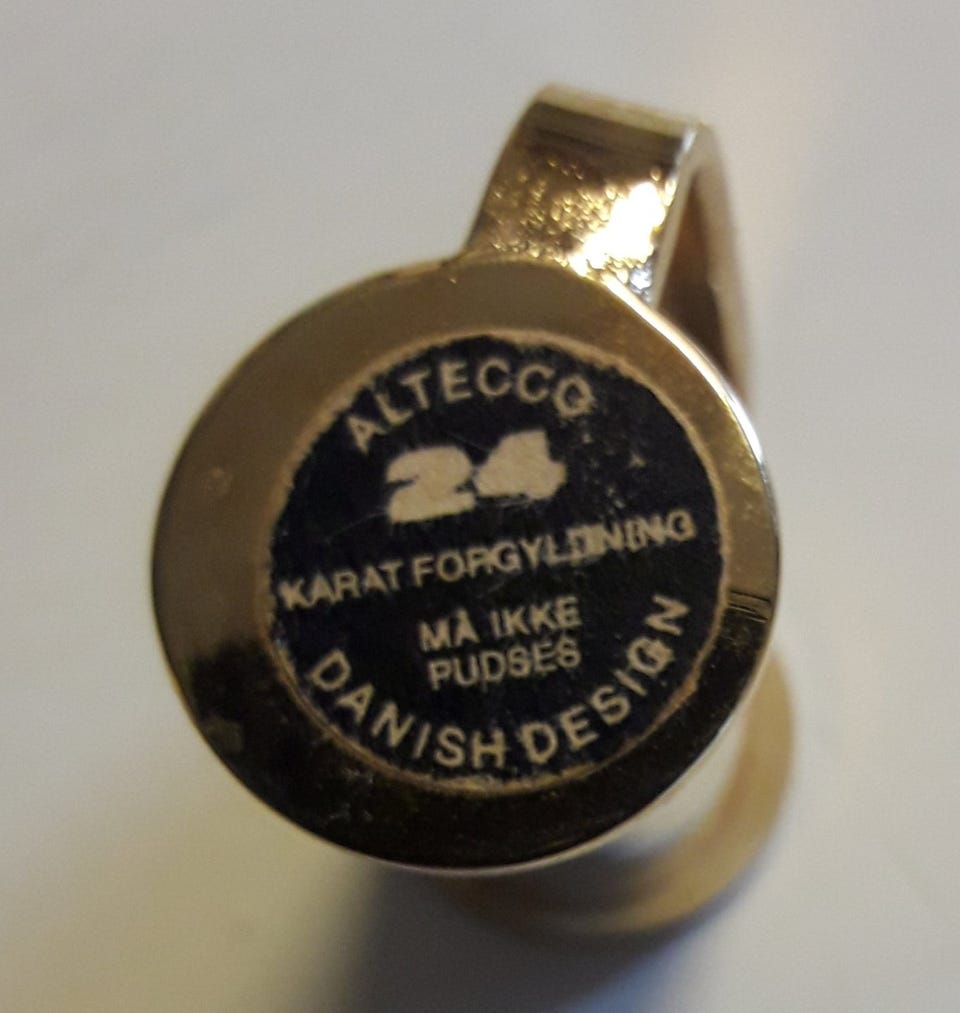 ALTECCO
24
KARAT FORGYLDNING
MÅ IKKE
PUDSES
DANISH DESIGN